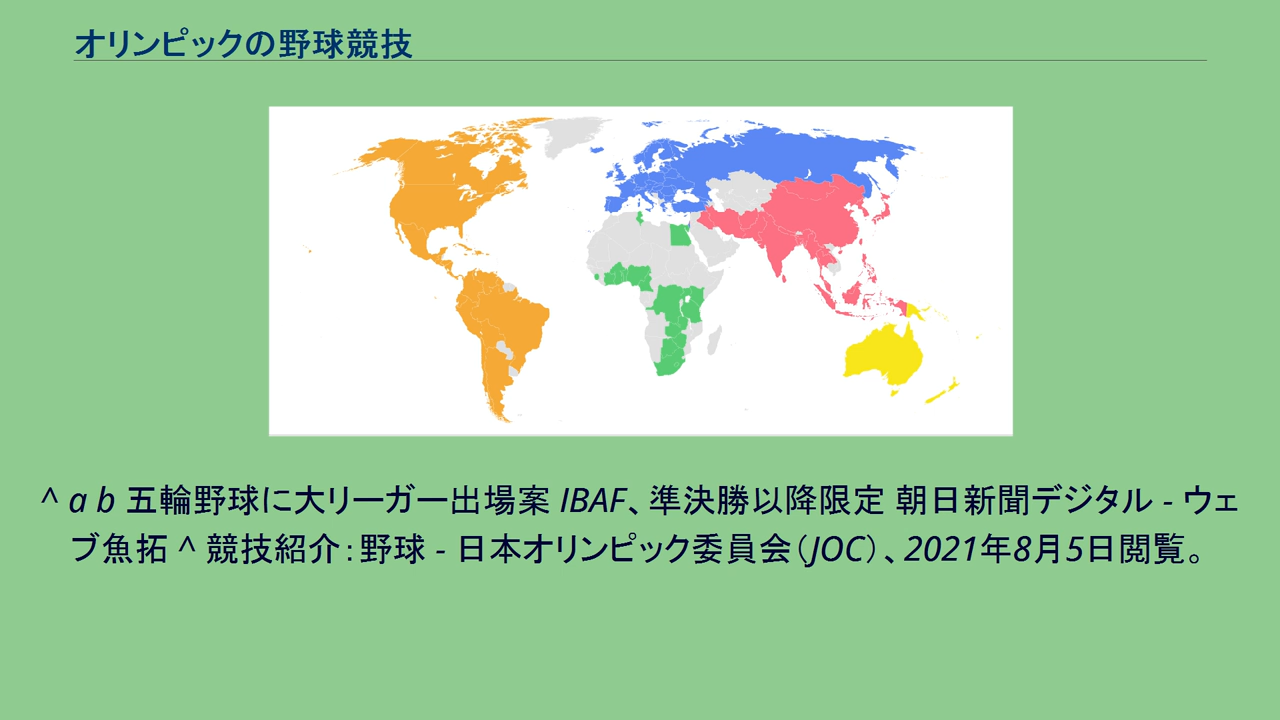 オリンピックの野球競技
^ a b 五輪野球に大リーガー出場案 IBAF、準決勝以降限定 朝日新聞デジタル - ウェ
ブ魚拓 ^ 競技紹介：野球 - 日本オリンピック委員会（JOC）、2021年8月5日閲覧。